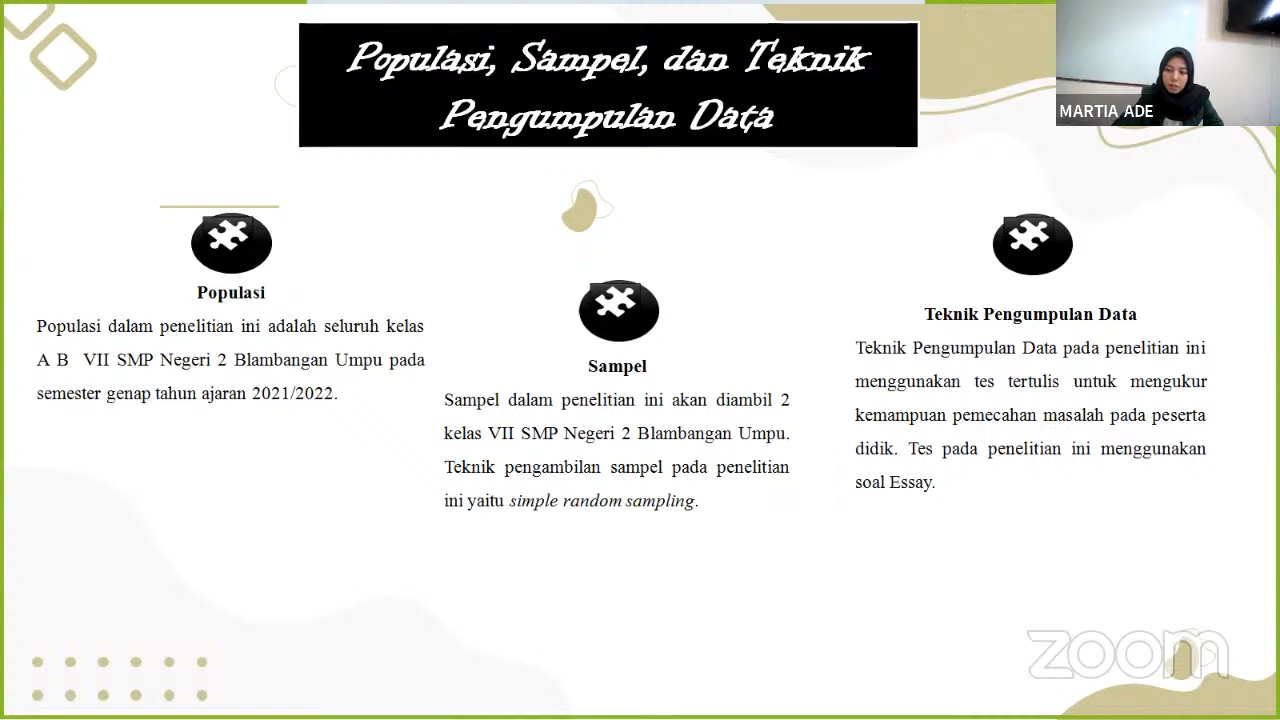 Populasi, Sampel, dan Teknik
Pengumpulan Data
MARTIA ADE
Populasi
Populasi dalam penelitian ini adalah seluruh kelas
A B VII SMP Negeri 2 Blambangan Umpu pada
semester genap tahun ajaran 2021/2022.
Sampel
Sampel dalam penelitian ini akan diambil 2
kelas VII SMP Negeri 2 Blambangan Umpu.
Teknik pengambilan sampel pada penelitian
ini yaitu simple random sampling.
Teknik Pengumpulan Data
Teknik Pengumpulan Data pada penelitian ini
menggunakan tes tertulis untuk mengukur
kemampuan pemecahan masalah pada peserta
didik. Tes pada penelitian ini menggunakan
soal Essay.
zoom